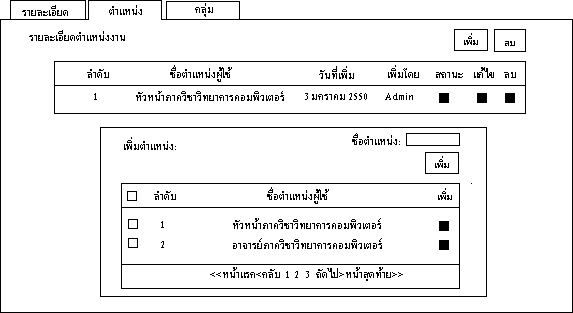 รายละเอียด ตำแหน่ง กลุ่ม
รายละเอียดตำแหน่งงาน เพิ่ม ลบ
ลำดับ ชื่อตำแหน่งผู้ใช้ วันที่เพิ่ม เพิ่มโดย สถานะ แก้ไข ลบ
1 หัวหน้าภาควิชาวิทยาการคอมพิวเตอร์ 3 มกราคม 2550 Admin
เพิ่มตำแหน่ง: ชื่อตำแหน่ง:
เพิ่ม
ลำดับ ชื่อตำแหน่งผู้ใช้ เพิ่ม
1 หัวหน้าภาควิชาวิทยาการคอมพิวเตอร์
2 อาจารย์ภาควิชาวิทยาการคอมพิวเตอร์
<<หน้าแรก<กลับ 1 2 3 ถัดไป>หน้าสุดท้าย>>